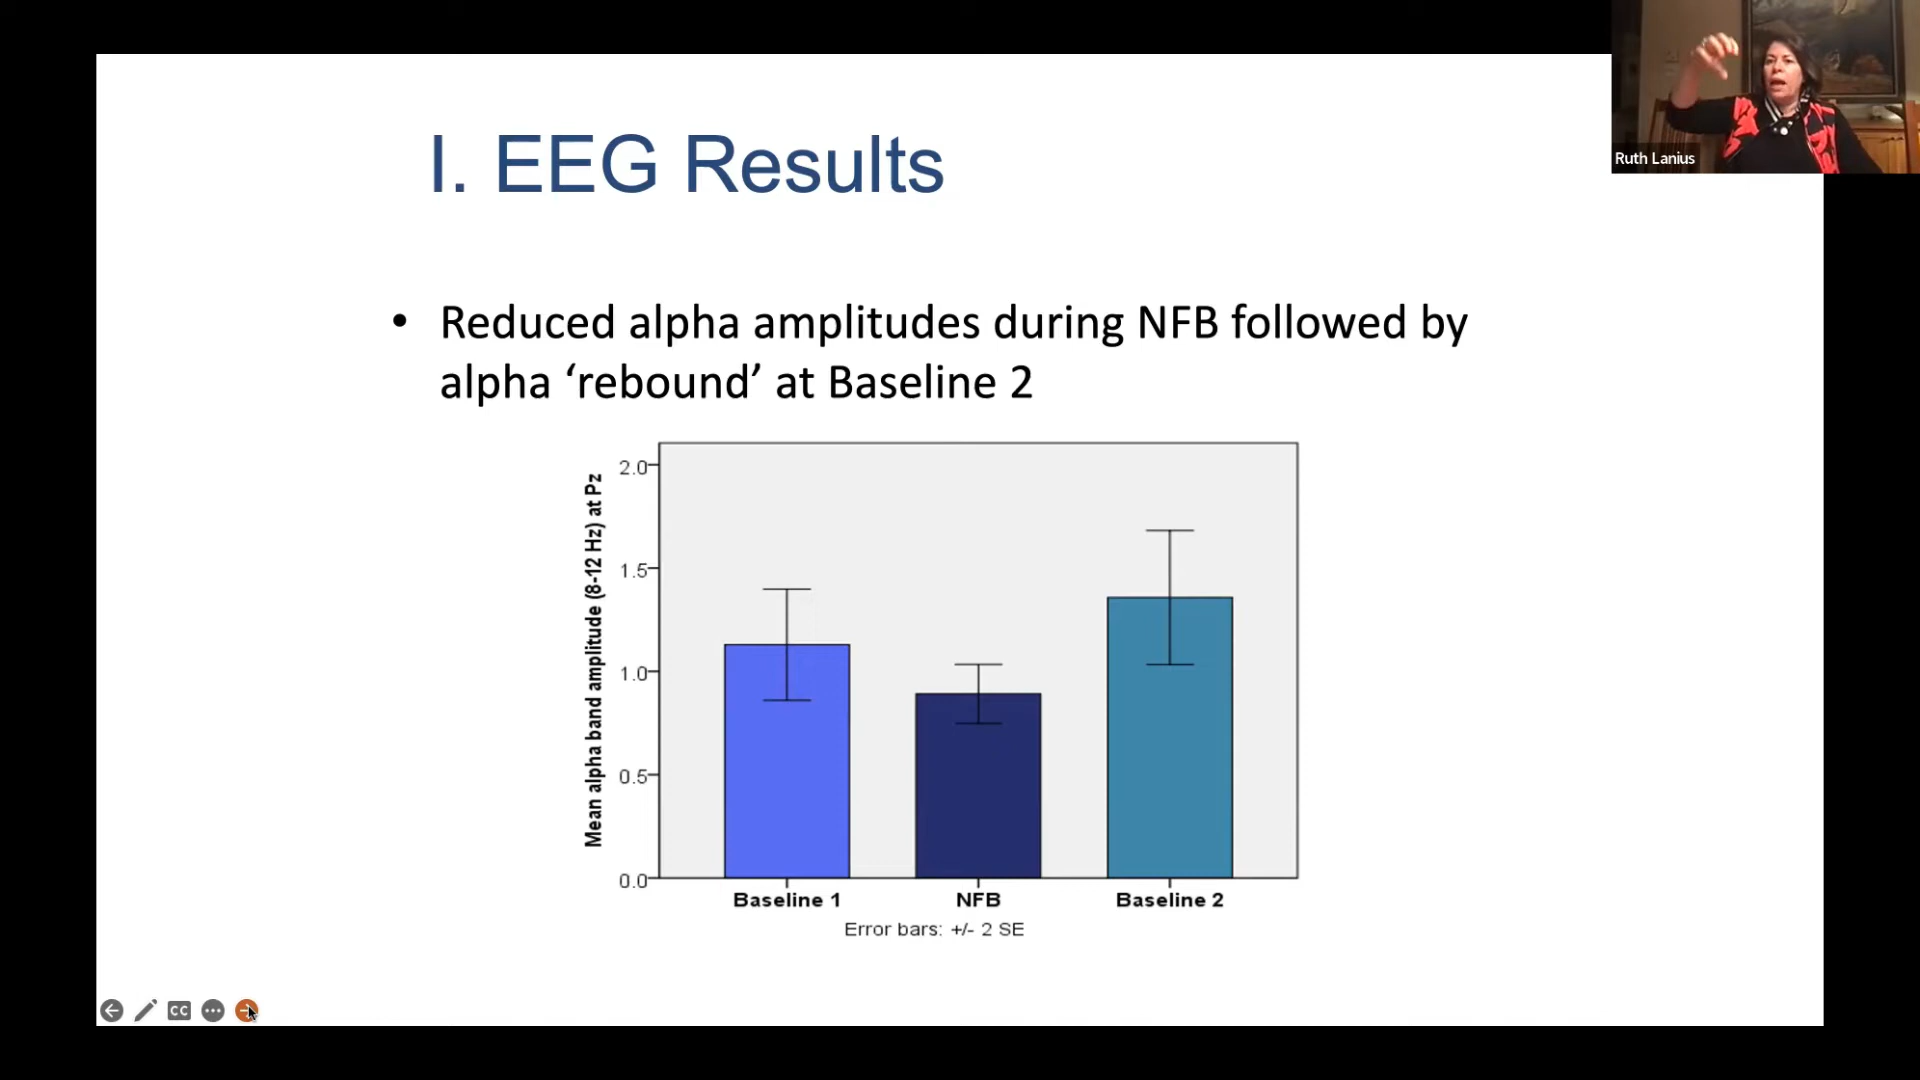 I. EEG Results
Ruth Lanius
• Reduced alpha amplitudes during NFB followed by
alpha ‘rebound’ at Baseline 2
Mean alpha band amplitude (8-12 Hz) at Pz
2.0
1.5
1.0
0.5
0.0
Baseline 1 NFB Baseline 2
Error bars: +/- 2 SE
CC